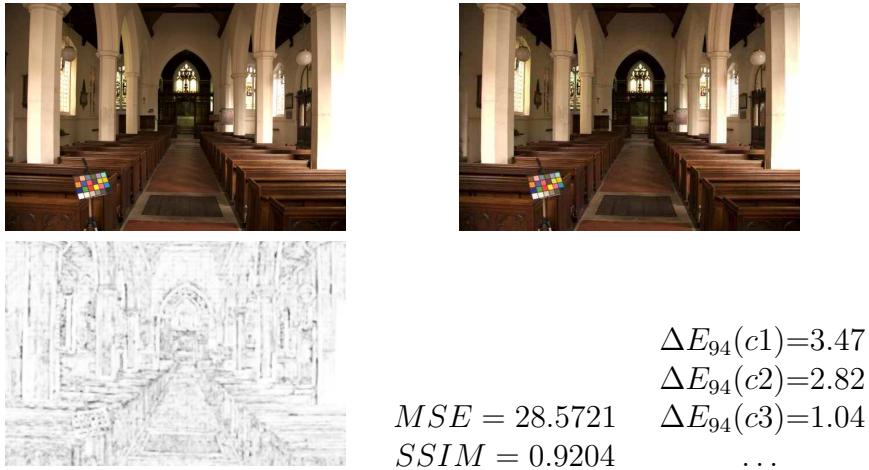 ΔE₉₄(c1)=3.47
ΔE₉₄(c2)=2.82
MSE = 28.5721 ΔE₉₄(c3)=1.04
SSIM = 0.9204 ...